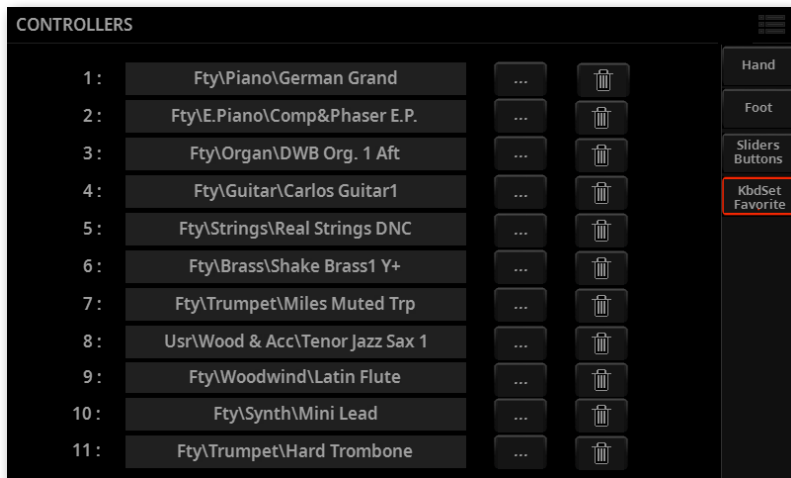 CONTROLLERS
1 : Fty\Piano\German Grand ...
2 : Fty\E.Piano\Comp&Phaser E.P. ...
3 : Fty\Organ\DWB Org. 1 Aft ...
4 : Fty\Guitar\Carlos Guitar1 ...
5 : Fty\Strings\Real Strings DNC ...
6 : Fty\Brass\Shake Brass1 Y+ ...
7 : Fty\Trumpet\Miles Muted Trp ...
8 : Usr\Wood & Acc\Tenor Jazz Sax 1 ...
9 : Fty\Woodwind\Latin Flute ...
10 : Fty\Synth\Mini Lead ...
11 : Fty\Trumpet\Hard Trombone ...
Hand
Foot
Sliders
Buttons
KbdSet
Favorite